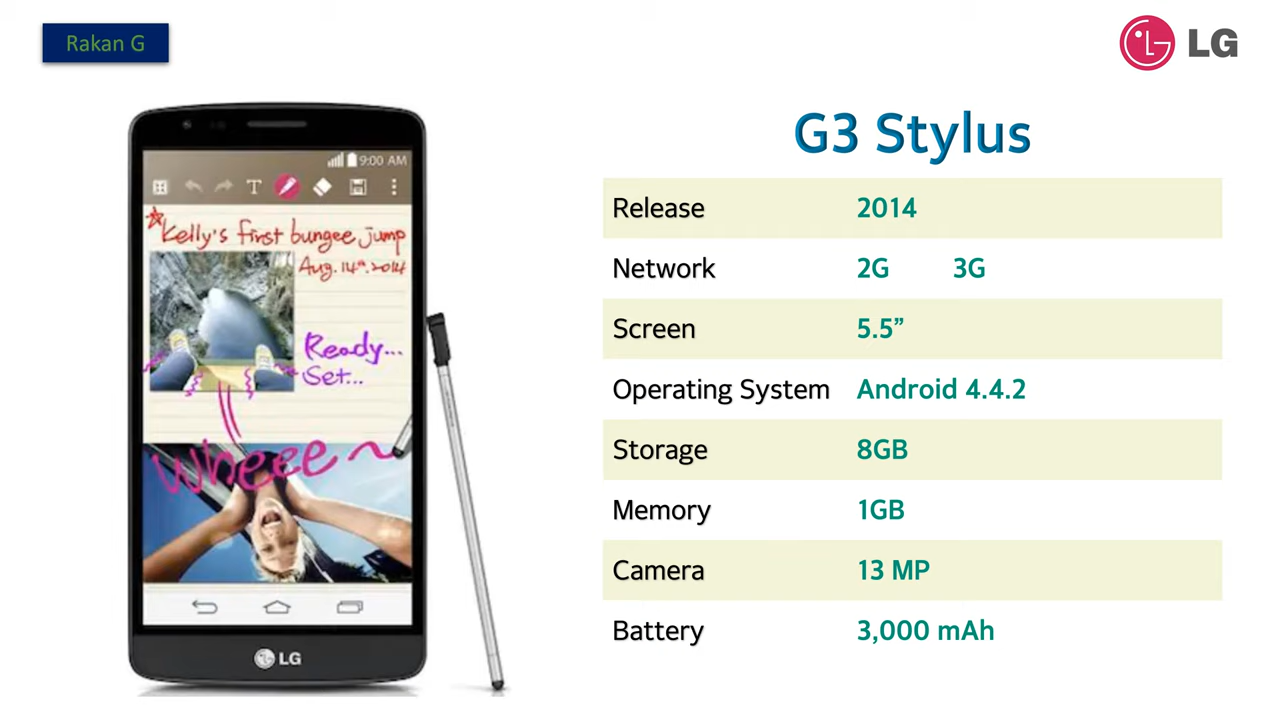 Rakan G
LG
G3 Stylus
Release 2014
Network 2G 3G
Screen 5.5”
Operating System Android 4.4.2
Storage 8GB
Memory 1GB
Camera 13 MP
Battery 3,000 mAh
9:00 AM
T
Kelly's first bungee jump
Aug. 14th. 2014
Ready...
Set...
Wheeee~
LG